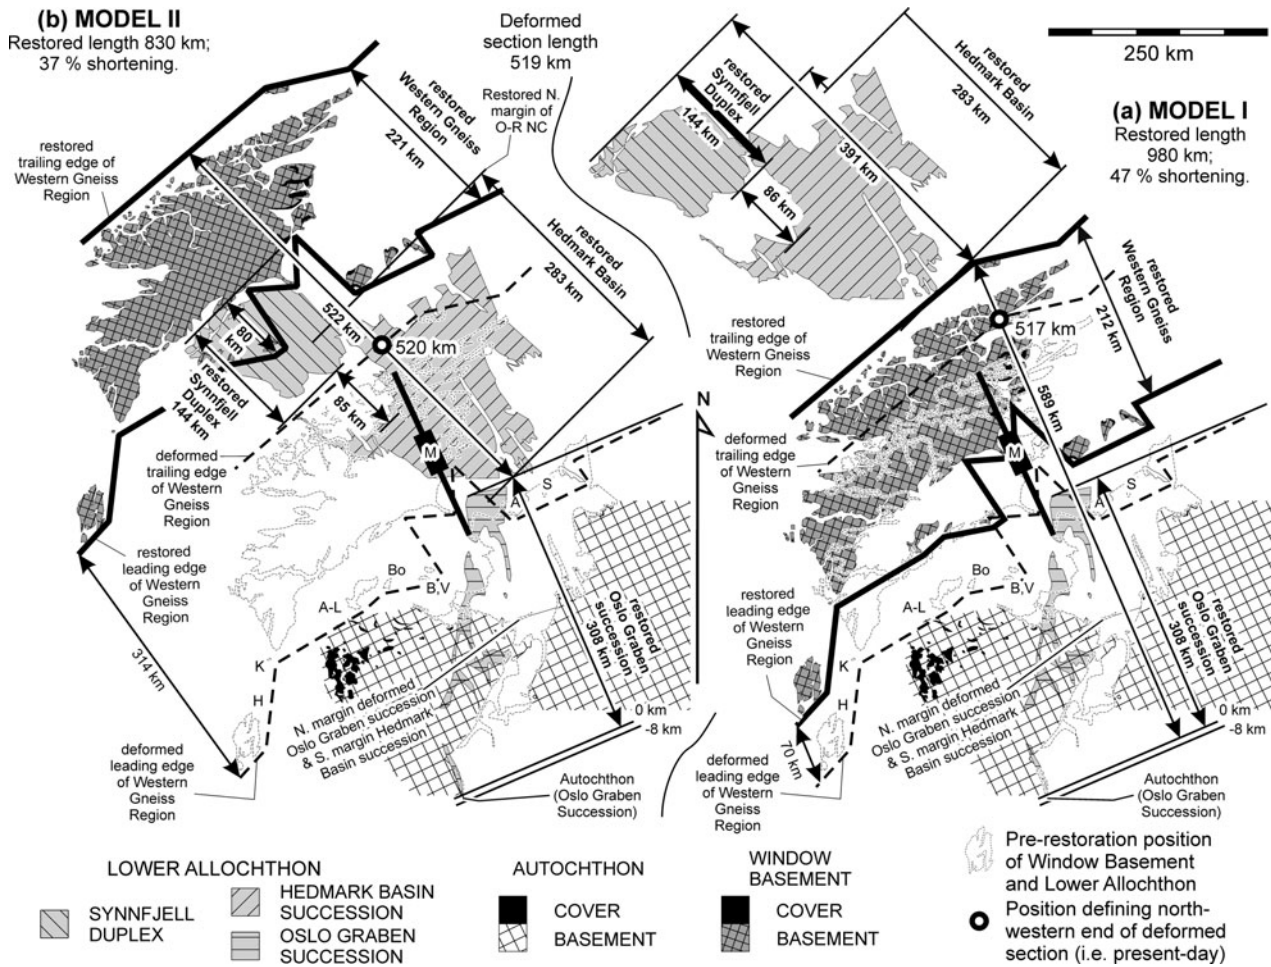 (b) MODEL II
Restored length 830 km;
37 % shortening.
Deformed
section length
519 km
Restored N.
margin of
O-R NC
restored
Western Gneiss
Region
221 km
restored
trailing edge of
Western Gneiss
Region
restored
Hedmark Basin
283 km
522 km
520 km
80
km
restored
Synnfjell
Duplex
144 km
85 km
deformed
trailing edge
of Western
Gneiss
Region
M
S
A
restored
leading edge
of Western
Gneiss
Region
Bo
B,V
A-L
K
H
314 km
restored
Oslo Graben
succession
308 km
N. margin deformed
Oslo Graben succession
& S. margin Hedmark
Basin succession
0 km
-8 km
deformed
leading edge
of Western
Gneiss
Region
Autochthon
(Oslo Graben
Succession)
250 km
(a) MODEL I
Restored length
980 km;
47 % shortening.
restored
Synnfjell
Duplex
144 km
restored
Hedmark Basin
283 km
391 km
86 km
restored
Western Gneiss
Region
212 km
restored
trailing edge
of Western Gneiss
Region
517 km
589 km
N
deformed
trailing edge
of Western
Gneiss
Region
M
S
A
restored
leading edge
of Western
Gneiss
Region
Bo
B,V
A-L
K
H
70 km
restored
Oslo Graben
succession
308 km
N. margin deformed
Oslo Graben succession
& S. margin Hedmark
Basin succession
0 km
-8 km
deformed
leading edge
of Western
Gneiss
Region
Autochthon
(Oslo Graben
Succession)
LOWER ALLOCHTHON
SYNNFJELL
DUPLEX
HEDMARK BASIN
SUCCESSION
OSLO GRABEN
SUCCESSION
AUTOCHTHON
COVER
BASEMENT
WINDOW
BASEMENT
COVER
BASEMENT
Pre-restoration position
of Window Basement
and Lower Allochthon
Position defining north-
western end of deformed
section (i.e. present-day)